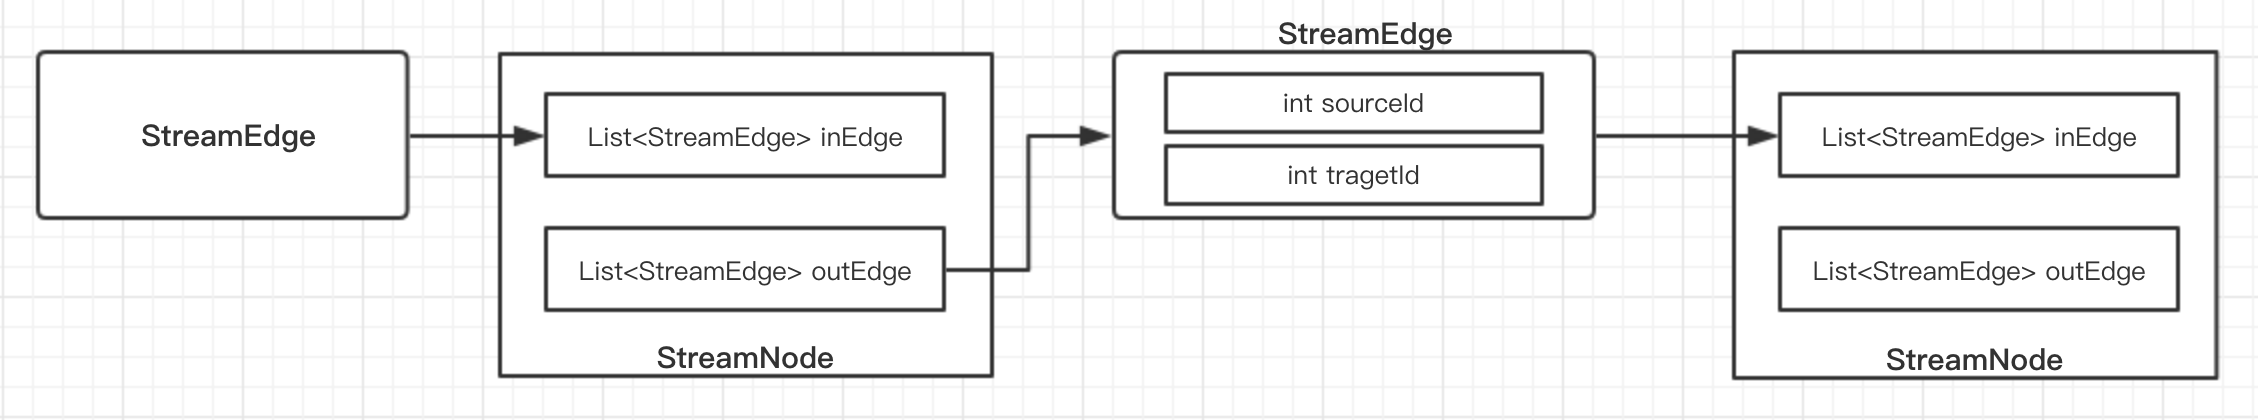 StreamEdge
List<StreamEdge> inEdge
List<StreamEdge> outEdge
StreamNode
StreamEdge
int sourceId
int tragetId
List<StreamEdge> inEdge
List<StreamEdge> outEdge
StreamNode